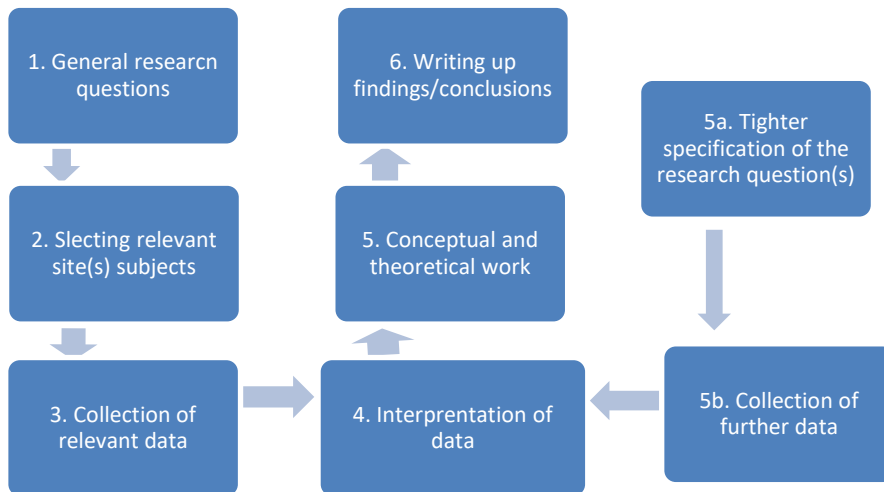 1. General researcn
questions
2. Slecting relevant
site(s) subjects
3. Collection of
relevant data
4. Interprentation of
data
5. Conceptual and
theoretical work
6. Writing up
findings/conclusions
5a. Tighter
specification of the
research question(s)
5b. Collection of
further data